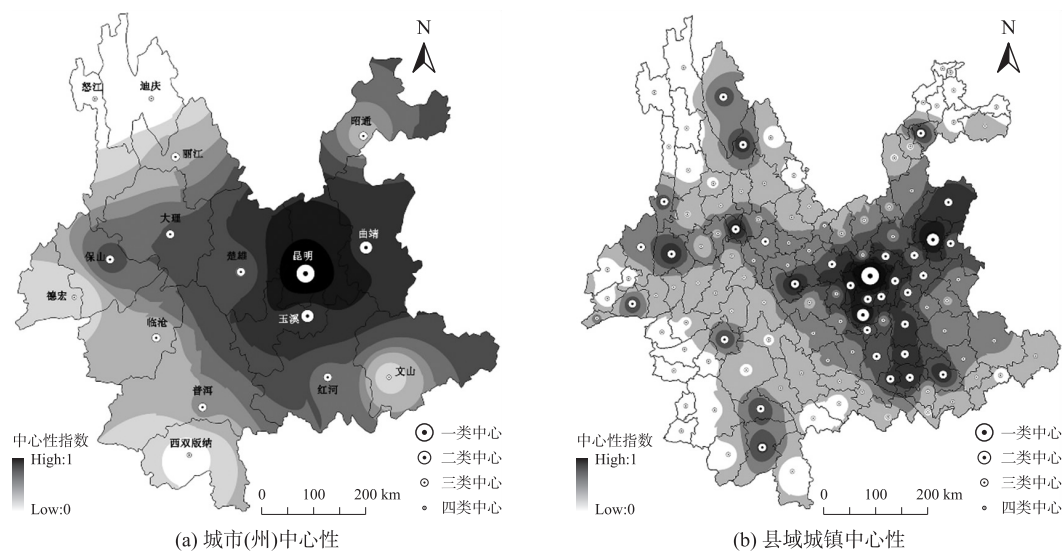 N
怒江
迪庆
昭通
丽江
大理
曲靖
保山
楚雄
昆明
德宏
玉溪
临沧
文山
普洱
红河
西双版纳
中心性指数
High:1
Low:0
一类中心
二类中心
三类中心
四类中心
0 100 200 km
(a) 城市(州)中心性
N
中心性指数
High:1
Low:0
一类中心
二类中心
三类中心
四类中心
0 100 200 km
(b) 县域城镇中心性